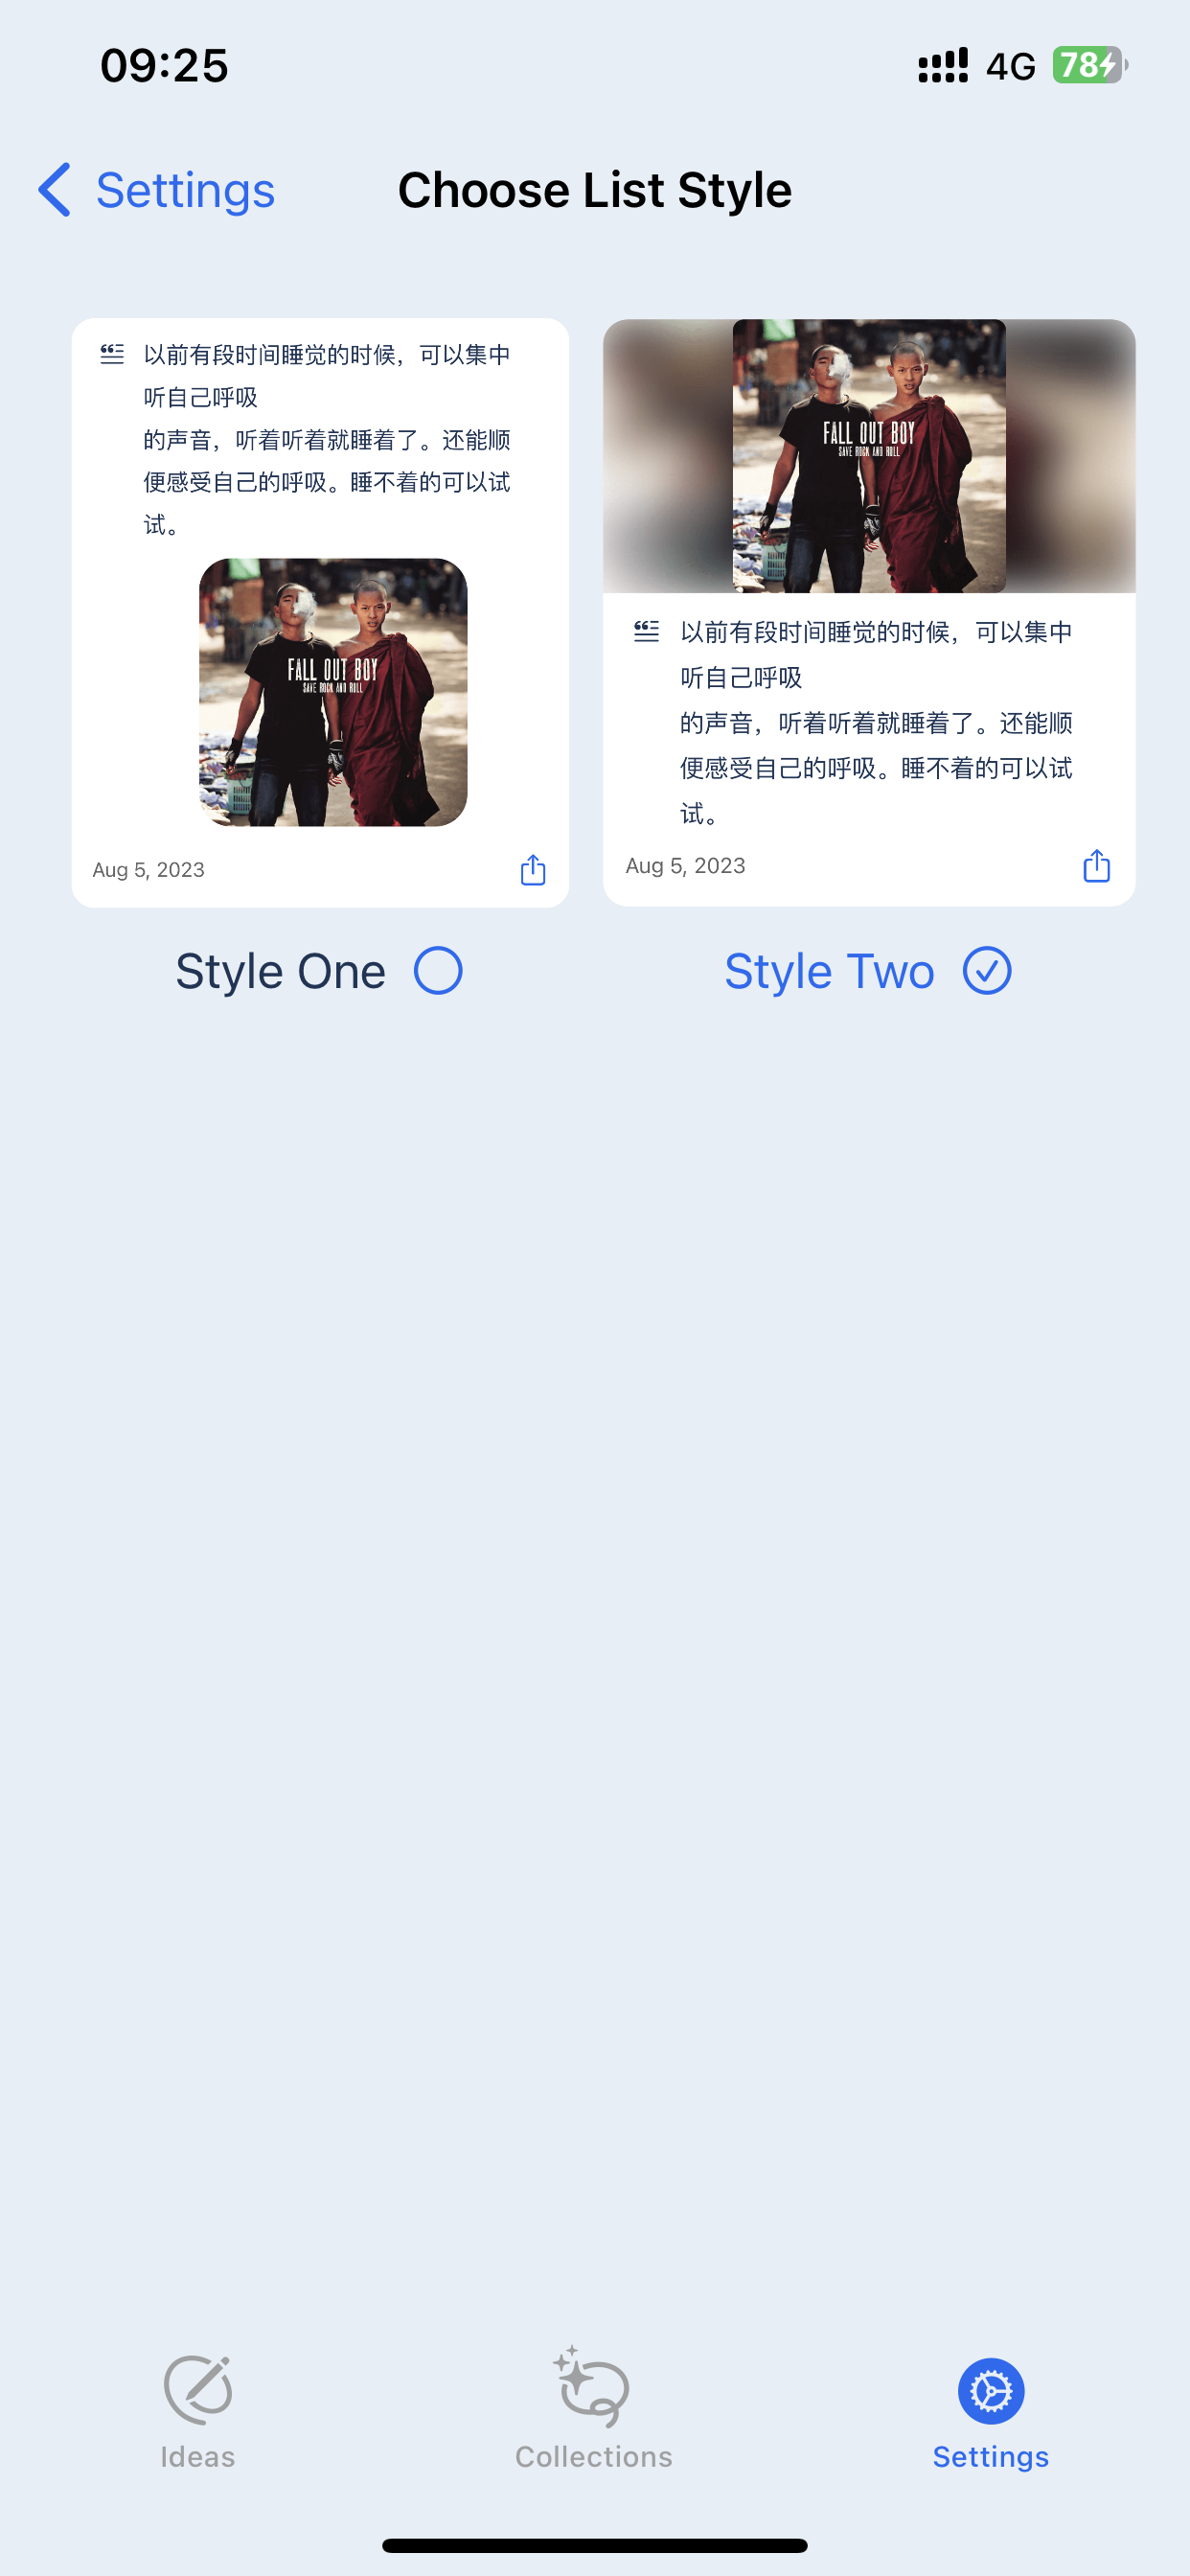 09:25
4G
78
Settings
Choose List Style
以前有段时间睡觉的时候，可以集中
听自己呼吸
的声音，听着听着就睡着了。还能顺
便感受自己的呼吸。睡不着的可以试
试。
FALL OUT BOY
SAVE ROCK AND ROLL
Aug 5, 2023
Style One
FALL OUT BOY
SAVE ROCK AND ROLL
以前有段时间睡觉的时候，可以集中
听自己呼吸
的声音，听着听着就睡着了。还能顺
便感受自己的呼吸。睡不着的可以试
试。
Aug 5, 2023
Style Two
Ideas
Collections
Settings